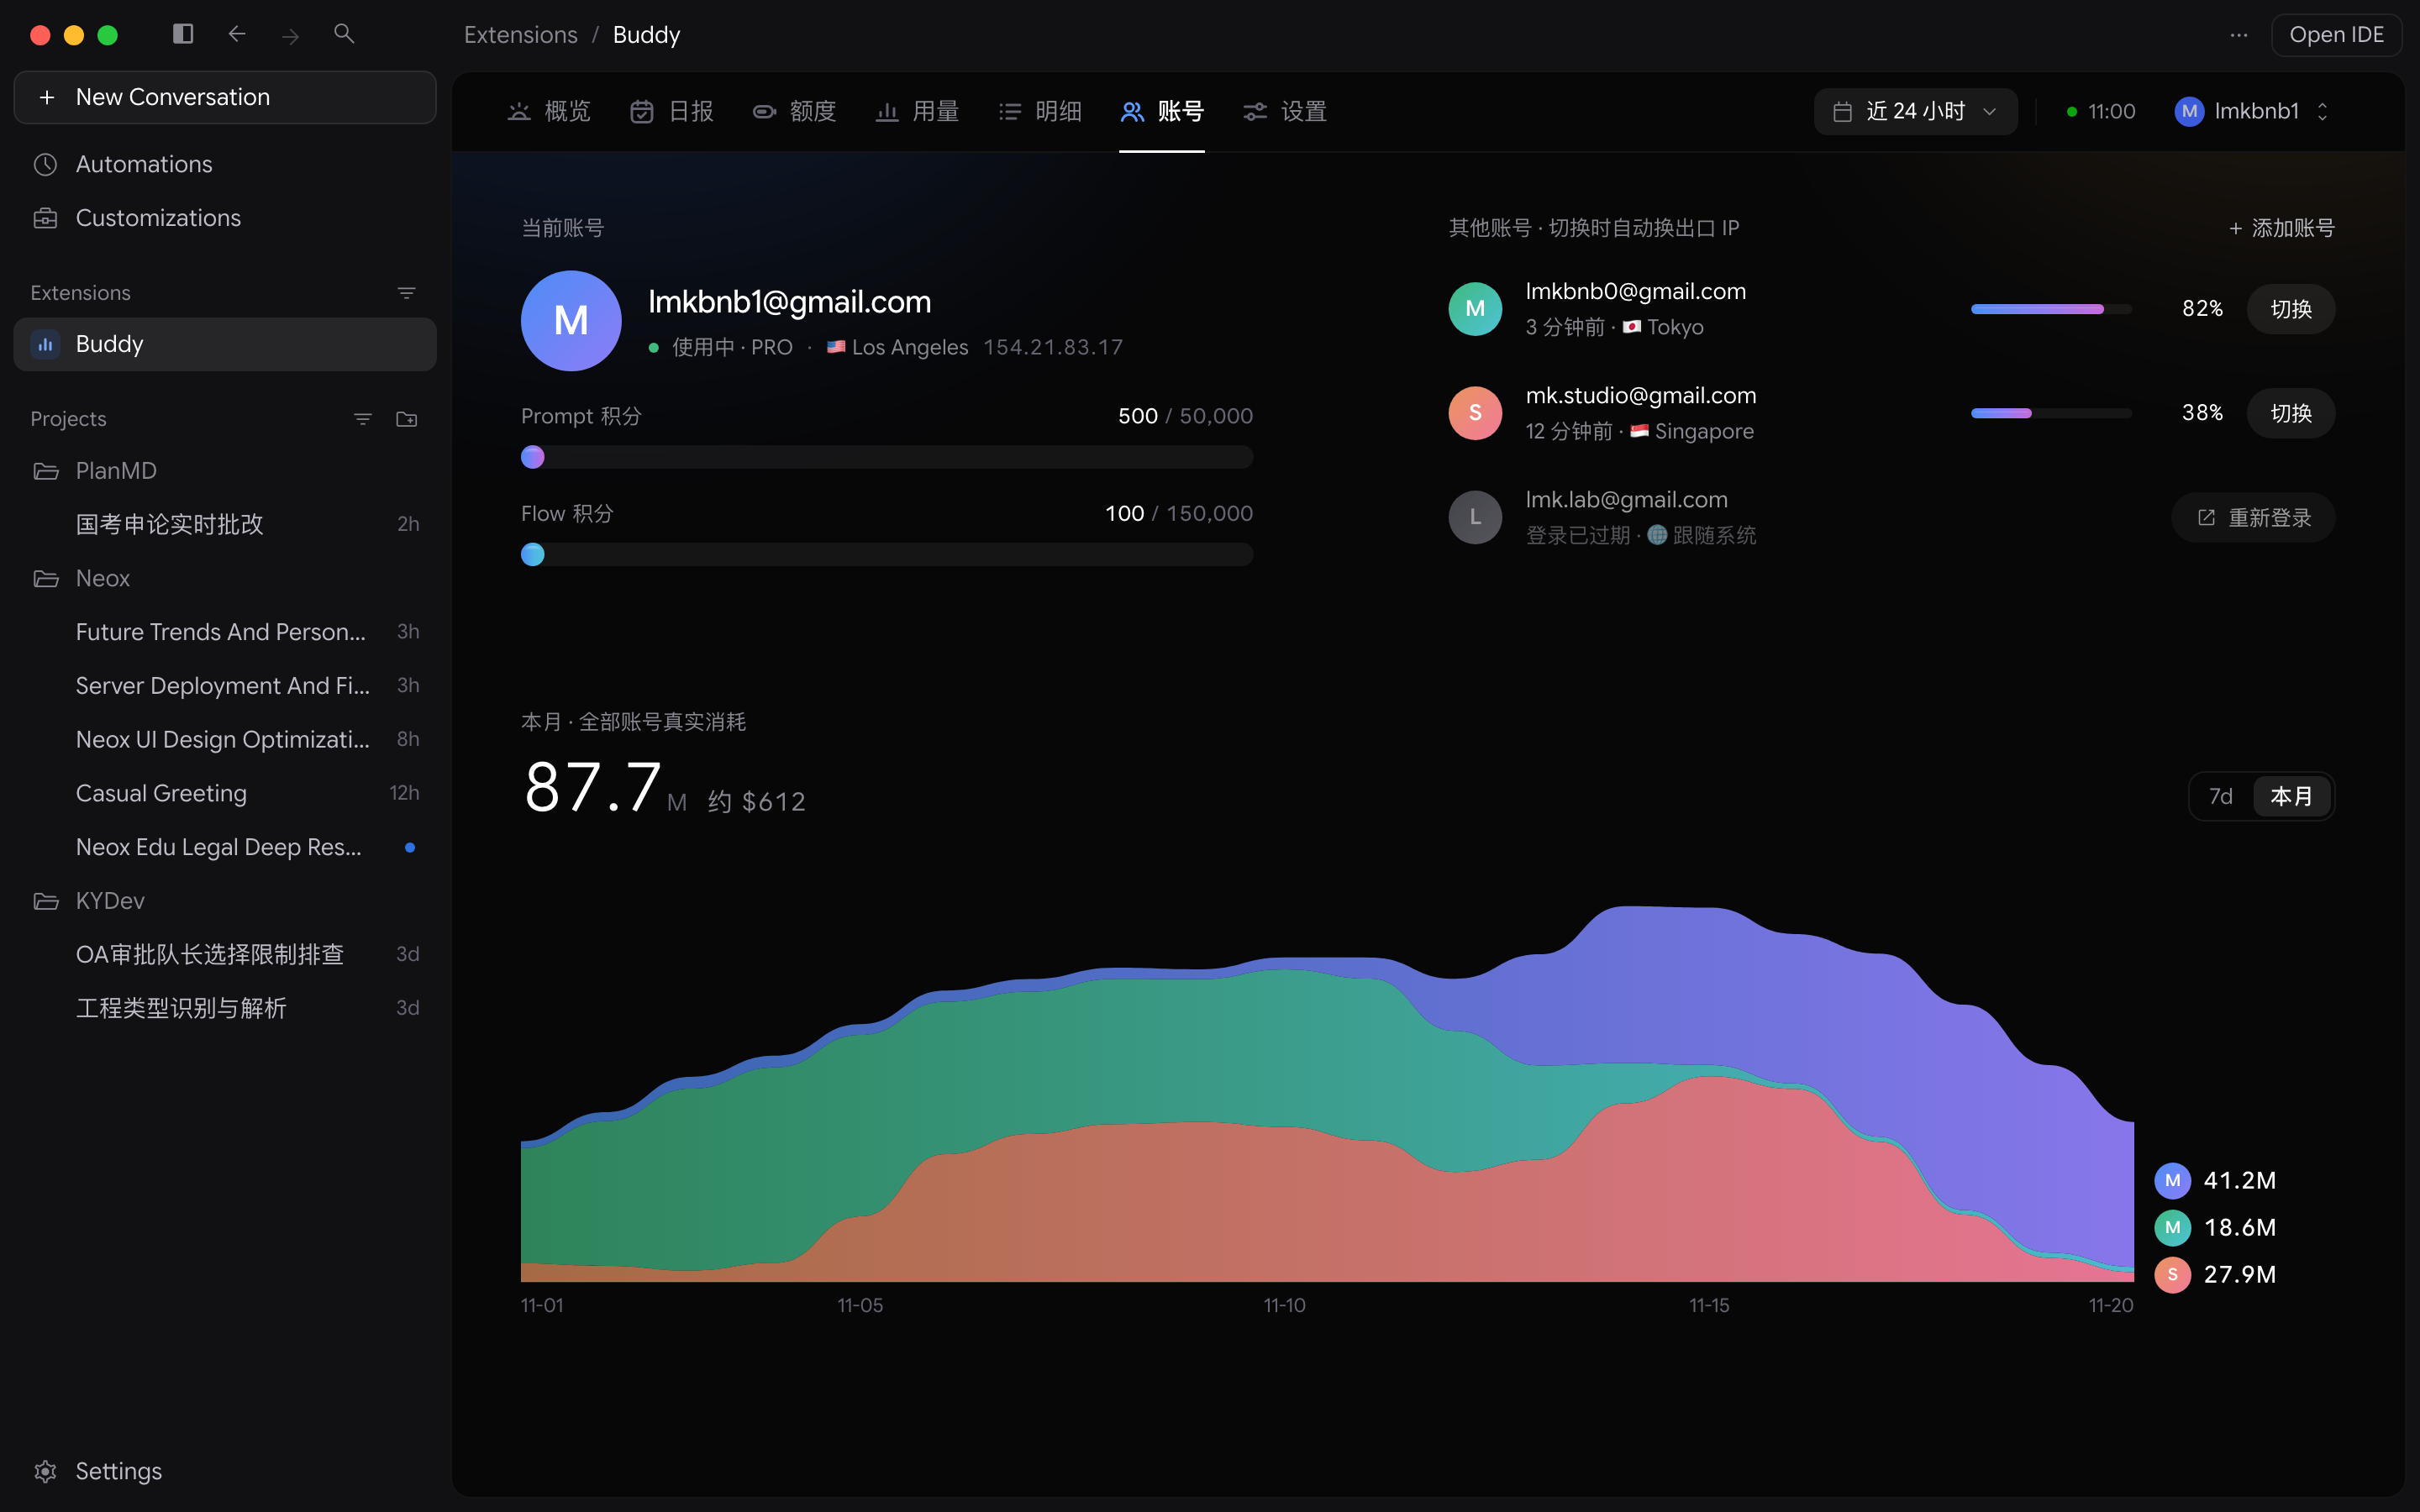 Extensions / Buddy
Open IDE
New Conversation
Automations
Customizations
Extensions
Buddy
Projects
PlanMD
国考申论实时批改 2h
Neox
Future Trends And Person... 3h
Server Deployment And Fi... 3h
Neox UI Design Optimizati... 8h
Casual Greeting 12h
Neox Edu Legal Deep Res...
KYDev
OA审批队长选择限制排查 3d
工程类型识别与解析 3d
Settings
概览 日报 额度 用量 明细 账号 设置
近 24 小时
11:00
M lmkbnb1
当前账号
M
lmkbnb1@gmail.com
使用中 · PRO · Los Angeles 154.21.83.17
Prompt 积分 500 / 50,000
Flow 积分 100 / 150,000
其他账号 · 切换时自动换出口 IP
+ 添加账号
M lmkbnb0@gmail.com
3 分钟前 · Tokyo
82% 切换
S mk.studio@gmail.com
12 分钟前 · Singapore
38% 切换
L lmk.lab@gmail.com
登录已过期 · 跟随系统
重新登录
本月 · 全部账号真实消耗
87.7 M 约 $612
7d 本月
M 41.2M
M 18.6M
S 27.9M
11-01 11-05 11-10 11-15 11-20